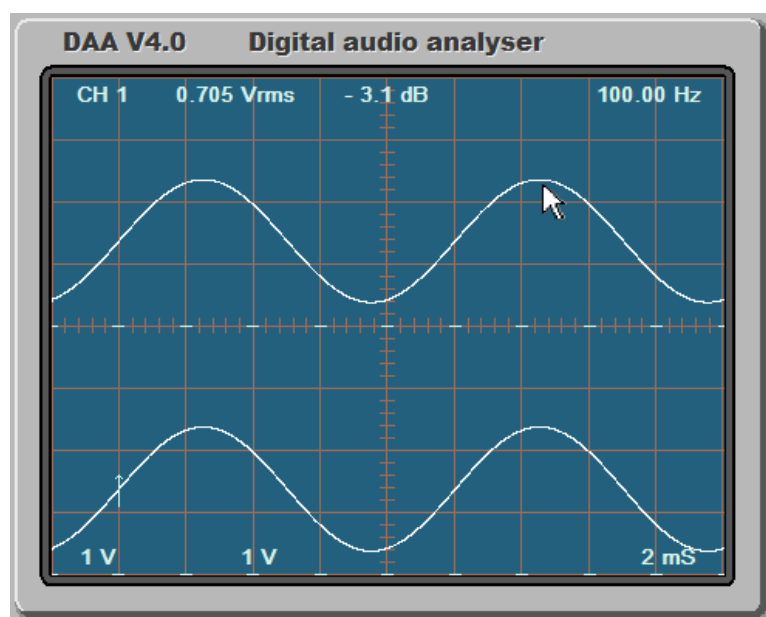 DAA V4.0 Digital audio analyser
CH 1 0.705 Vrms - 3.1 dB 100.00 Hz
1 V 1 V 2 mS